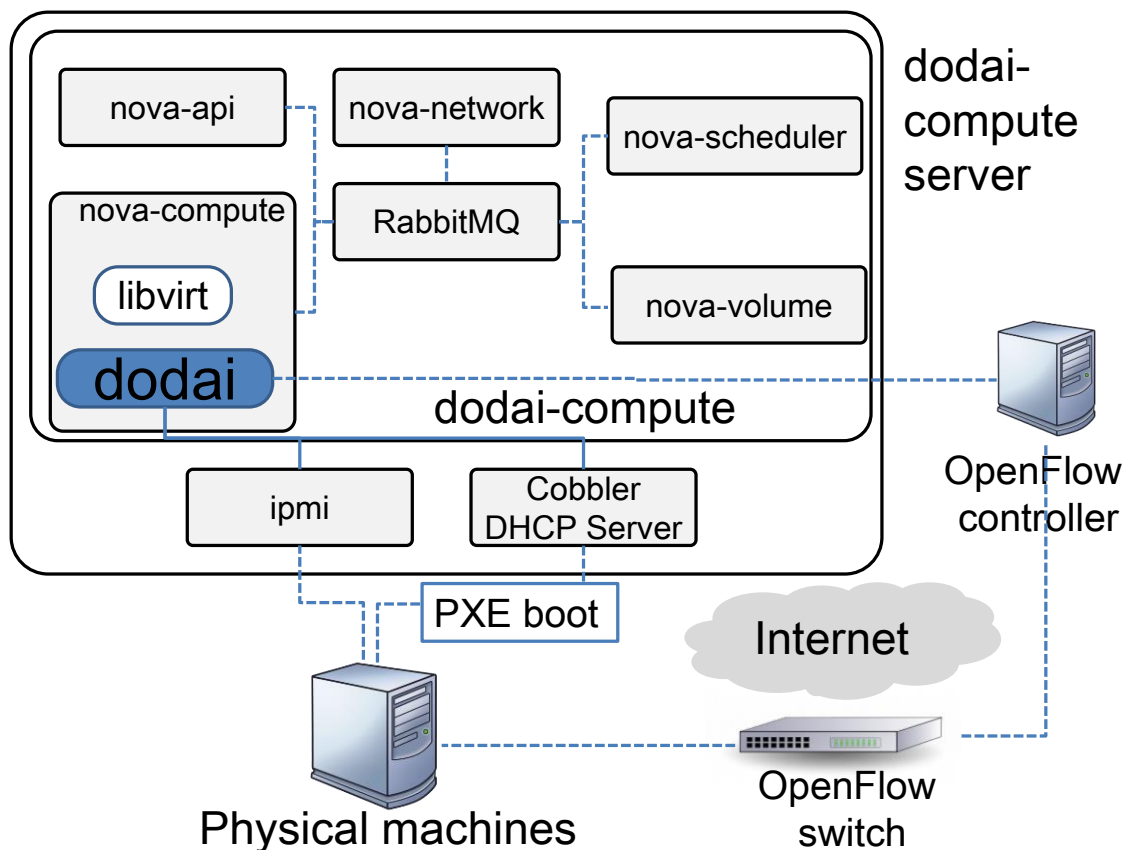 dodai-
compute
server
nova-api
nova-network
nova-scheduler
nova-compute
RabbitMQ
libvirt
nova-volume
dodai
dodai-compute
ipmi
Cobbler
DHCP Server
OpenFlow
controller
PXE boot
Internet
OpenFlow
switch
Physical machines